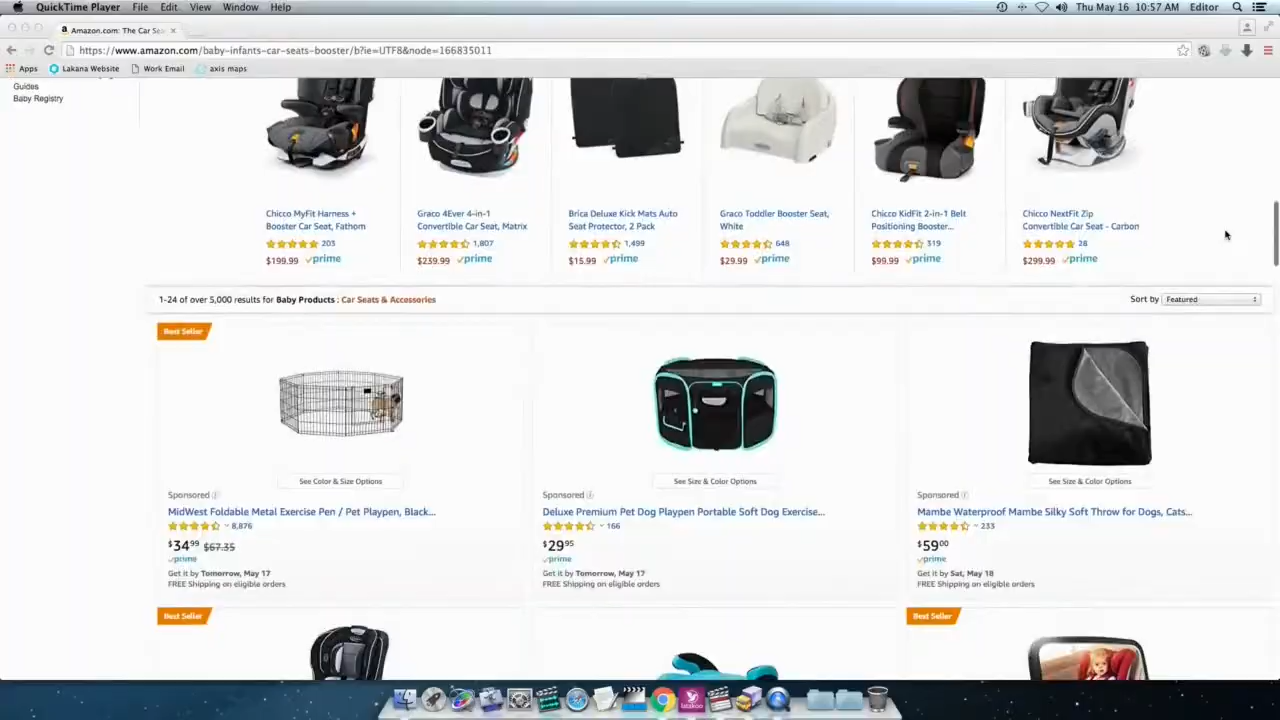 QuickTime Player File Edit View Window Help
Thu May 16 10:57 AM Editor
Amazon.com: The Car Sea
https://www.amazon.com/baby-infants-car-seats-booster/b?ie=UTF8&node=166835011
Apps Lakana Website Work Email axis maps
Guides
Baby Registry
Chicco MyFit Harness +
Booster Car Seat, Fathom
203
$199.99 prime
Graco 4Ever 4-in-1
Convertible Car Seat, Matrix
1,807
$239.99 prime
Brica Deluxe Kick Mats Auto
Seat Protector, 2 Pack
1,499
$15.99 prime
Graco Toddler Booster Seat,
White
648
$29.99 prime
Chicco KidFit 2-in-1 Belt
Positioning Booster...
319
$99.99 prime
Chicco NextFit Zip
Convertible Car Seat - Carbon
28
$299.99 prime
1-24 of over 5,000 results for Baby Products : Car Seats & Accessories
Sort by Featured
Best Seller
See Color & Size Options
Sponsored
MidWest Foldable Metal Exercise Pen / Pet Playpen, Black...
8,876
$34.99 $67.35
prime
Get it by Tomorrow, May 17
FREE Shipping on eligible orders
See Size & Color Options
Sponsored
Deluxe Premium Pet Dog Playpen Portable Soft Dog Exercise...
166
$29.95
prime
Get it by Tomorrow, May 17
FREE Shipping on eligible orders
See Size & Color Options
Sponsored
Mambe Waterproof Mambe Silky Soft Throw for Dogs, Cats...
233
$59.00
prime
Get it by Sat, May 18
FREE Shipping on eligible orders
Best Seller
Best Seller
latakoo